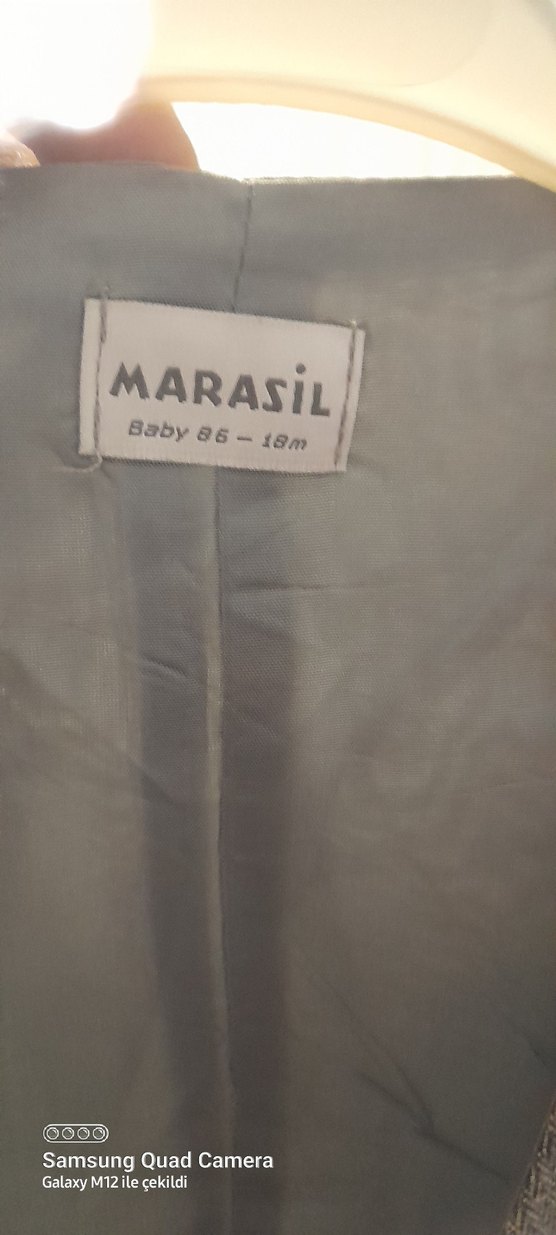 MARASİL
Baby 86 – 18m
Samsung Quad Camera
Galaxy M12 ile çekildi